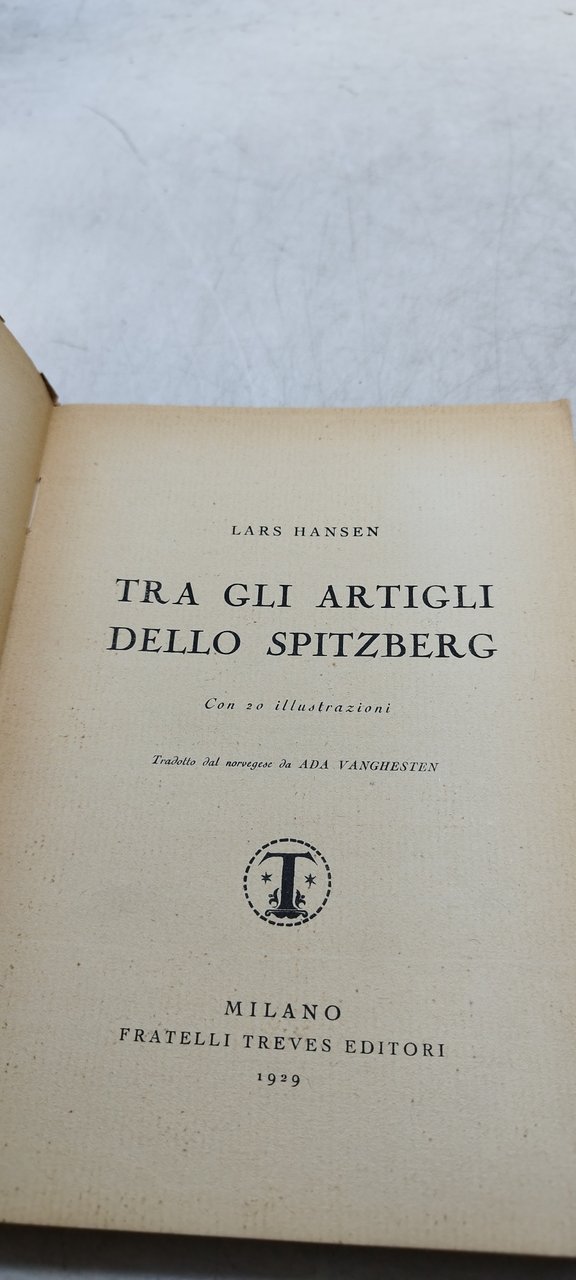 LARS HANSEN
TRA GLI ARTIGLI
DELLO SPITZBERG
Con 20 illustrazioni
Tradotto dal norvegese da ADA VANGHESTEN
T
MILANO
FRATELLI TREVES EDITORI
1929